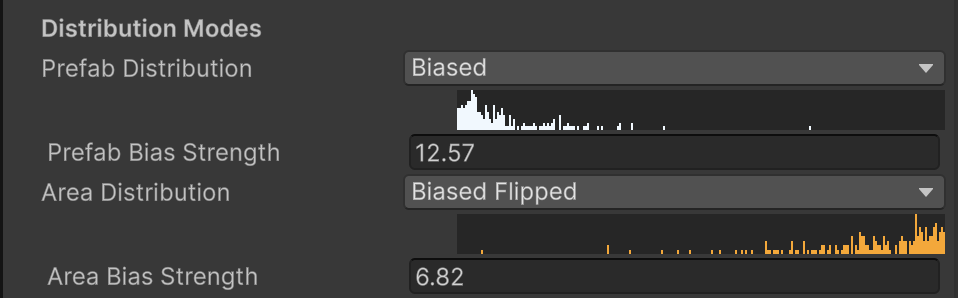 Distribution Modes
Prefab Distribution Biased
Prefab Bias Strength 12.57
Area Distribution Biased Flipped
Area Bias Strength 6.82